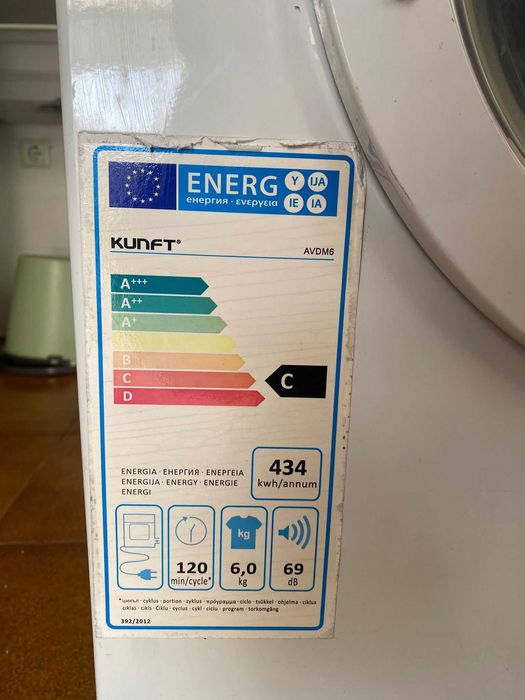 ENERG
Y IJA
енергия · ενεργεια
IE IA
KUNFT®
AVDM6
A+++
A++
A+
B
C
C
D
434
kwh/annum
ENERGIA · ЕНЕРГИЯ · ΕΝΕΡΓΕΙΑ
ENERGIJA · ENERGY · ENERGIE
ENERGI
kg
120
min/cycle*
6,0
kg
69
dB
392/2012